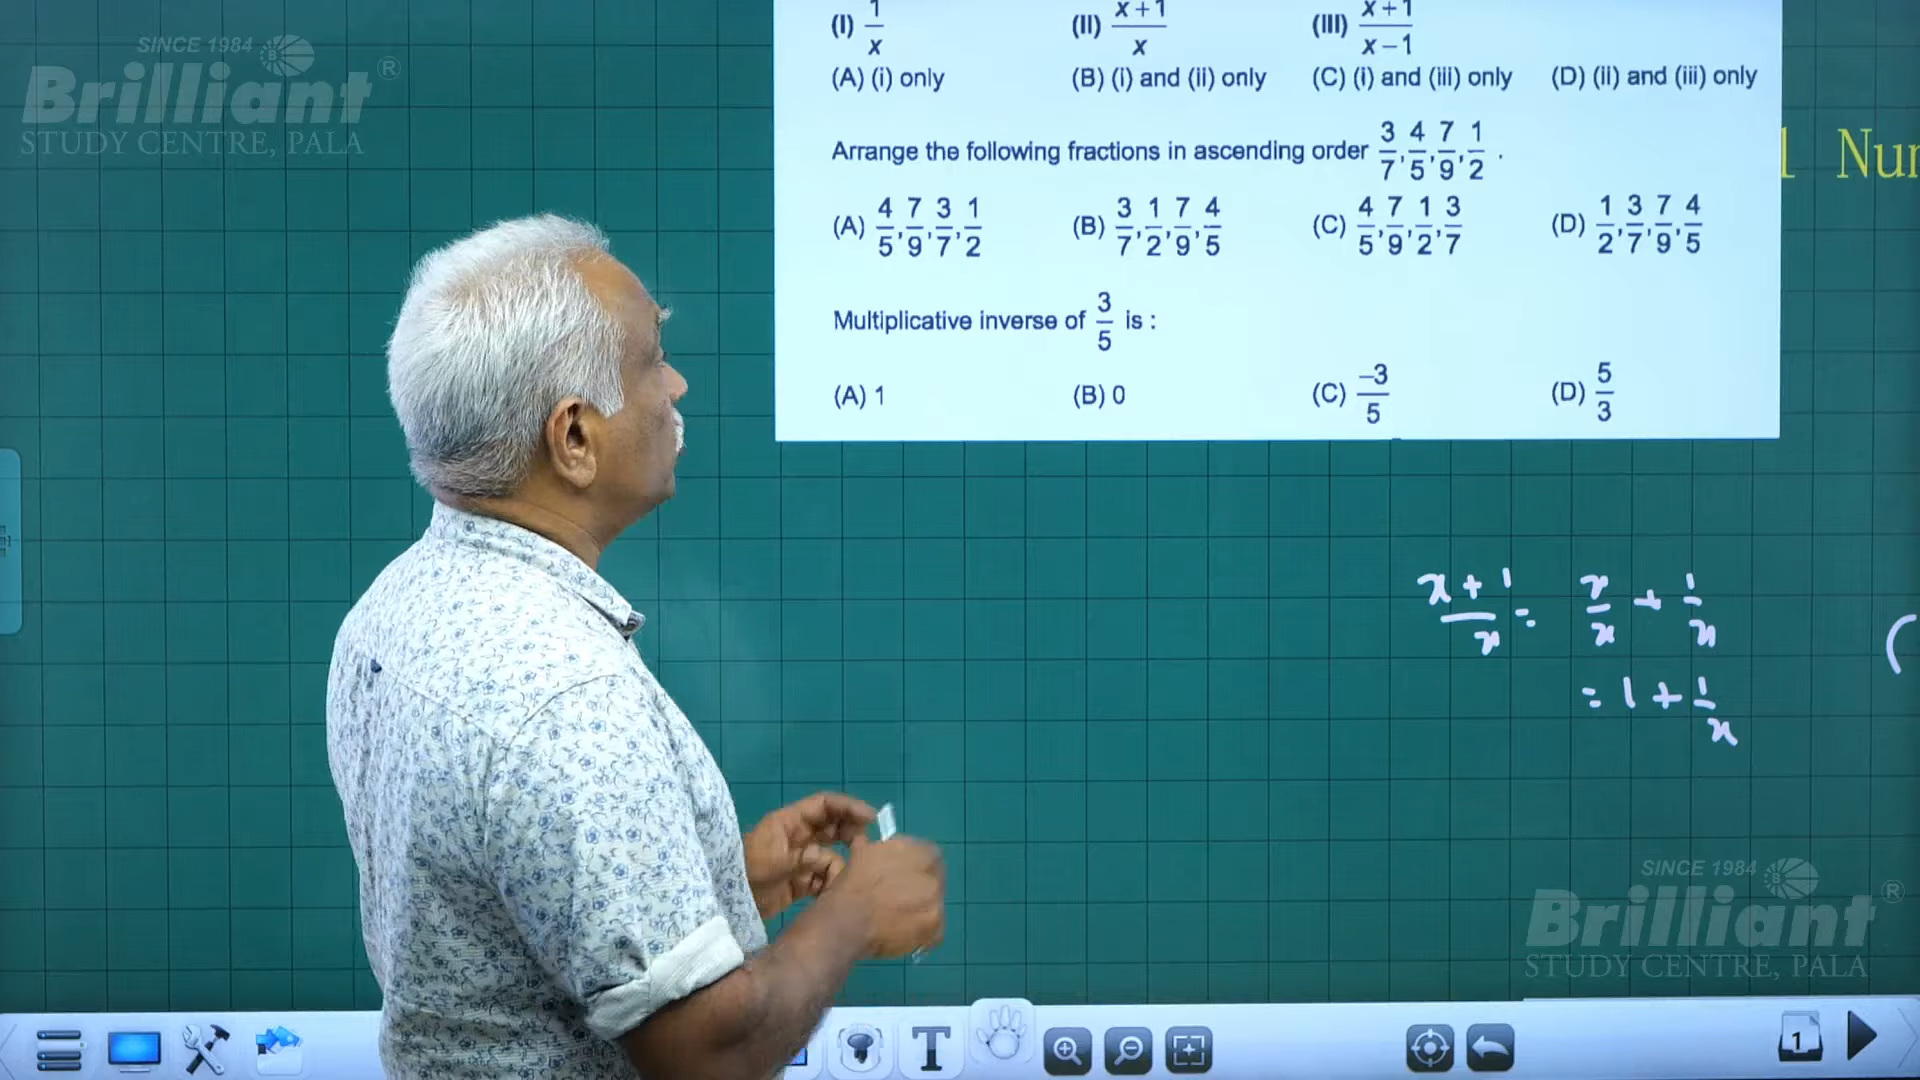 SINCE 1984
Brilliant ®
STUDY CENTRE, PALA
(I) 1/x (II) x+1/x (III) x+1/x−1
(A) (i) only (B) (i) and (ii) only (C) (i) and (iii) only (D) (ii) and (iii) only
Arrange the following fractions in ascending order 3/7, 4/5, 7/9, 1/2 .
(A) 4/5, 7/9, 3/7, 1/2 (B) 3/7, 1/2, 7/9, 4/5 (C) 4/5, 7/9, 1/2, 3/7 (D) 1/2, 3/7, 7/9, 4/5
Multiplicative inverse of 3/5 is :
(A) 1 (B) 0 (C) −3/5 (D) 5/3
x+1/x = x/x + 1/x
= 1 + 1/x
(
SINCE 1984
Brilliant ®
STUDY CENTRE, PALA
T
1